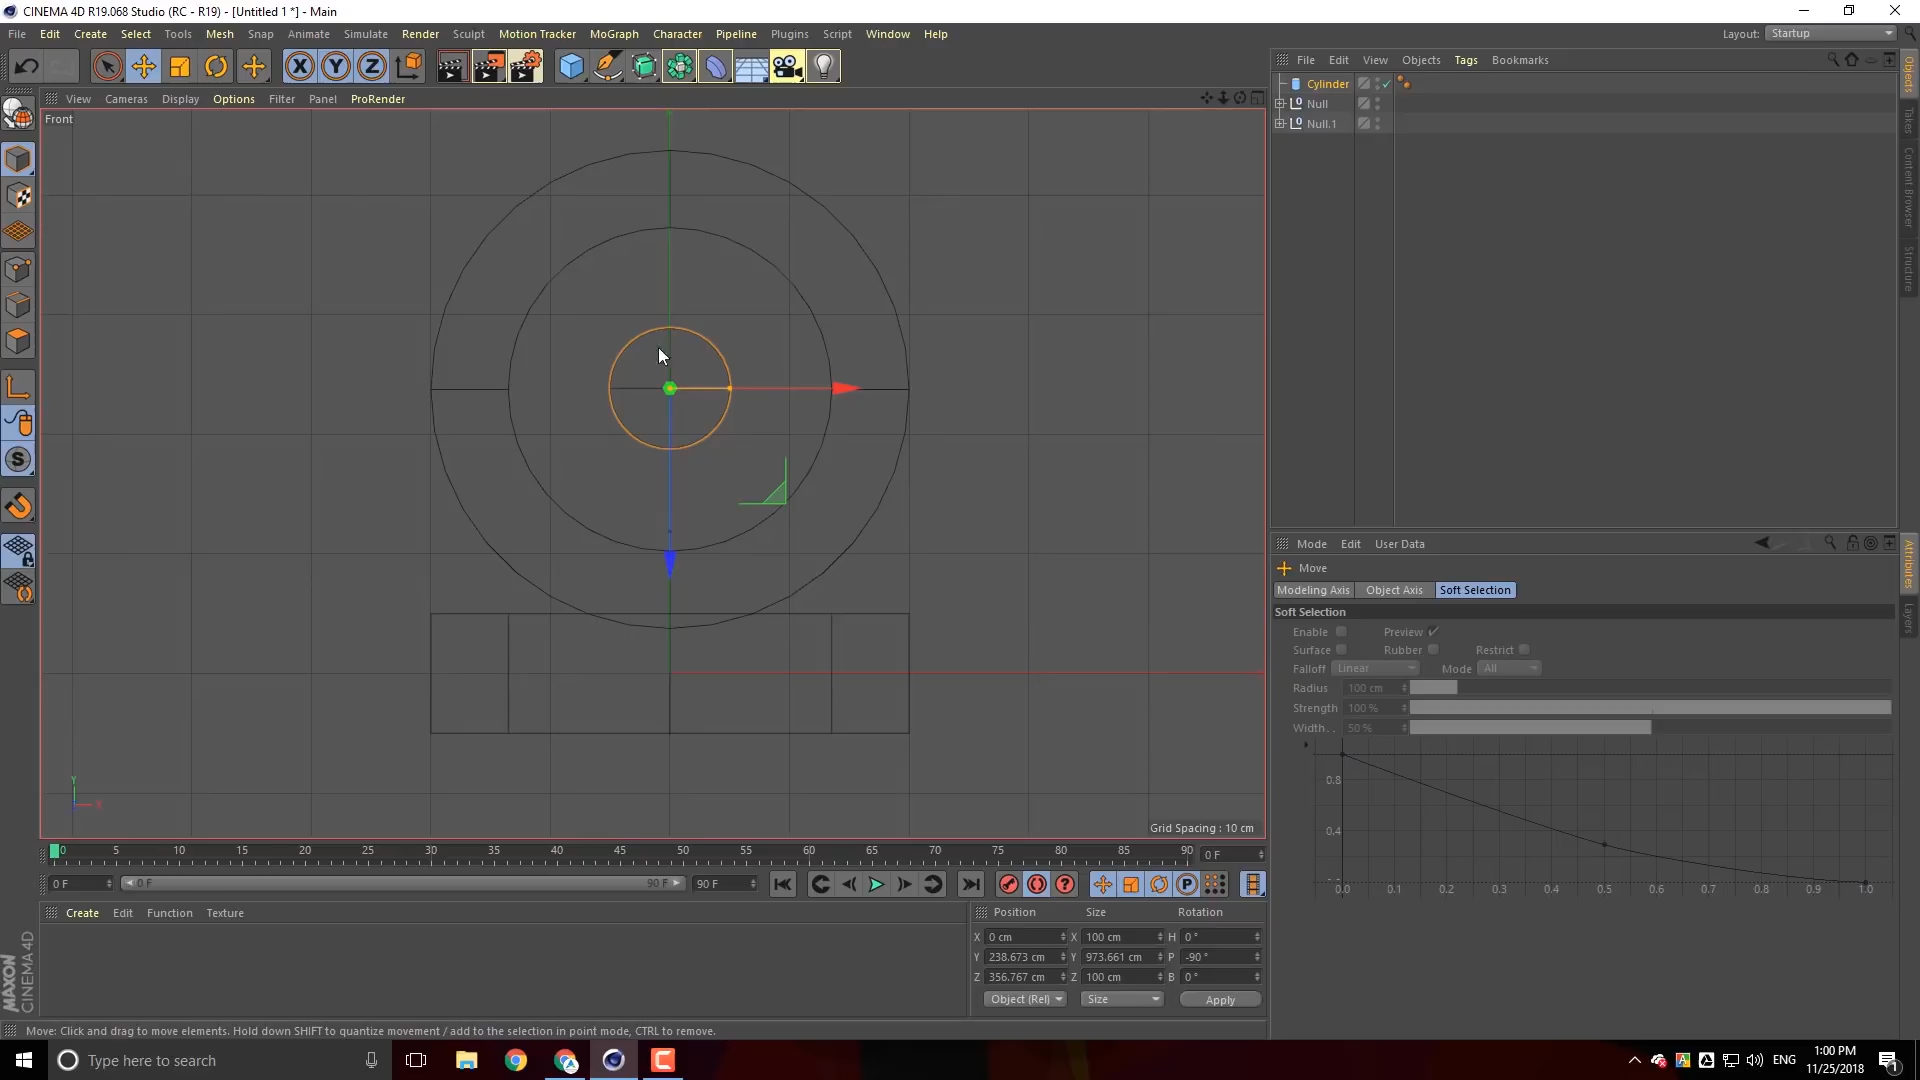 CINEMA 4D R19.068 Studio (RC - R19) - [Untitled 1 *] - Main
File Edit Create Select Tools Mesh Snap Animate Simulate Render Sculpt Motion Tracker MoGraph Character Pipeline Plugins Script Window Help
Layout: Startup
X Y Z
View Cameras Display Options Filter Panel ProRender
Front
File Edit View Objects Tags Bookmarks
Cylinder
Null
Null.1
Objects
Takes
Content Browser
Structure
Mode Edit User Data
Move
Modeling Axis Object Axis Soft Selection
Soft Selection
Enable Preview
Surface Rubber Restrict
Falloff Linear Mode All
Radius 100 cm
Strength 100 %
Width.. 50 %
0.8
0.4
0.0 0.1 0.2 0.3 0.4 0.5 0.6 0.7 0.8 0.9 1.0
Attributes
Layers
Y
X
Grid Spacing : 10 cm
0 5 10 15 20 25 30 35 40 45 50 55 60 65 70 75 80 85 90 0 F
0 F 0 F 90 F 90 F
Create Edit Function Texture
Position Size Rotation
X 0 cm X 100 cm H 0 °
Y 238.673 cm Y 973.661 cm P -90 °
Z 356.767 cm Z 100 cm B 0 °
Object (Rel) Size Apply
MAXON
CINEMA 4D
Move: Click and drag to move elements. Hold down SHIFT to quantize movement / add to the selection in point mode, CTRL to remove.
Type here to search
ENG
1:00 PM
11/25/2018
1